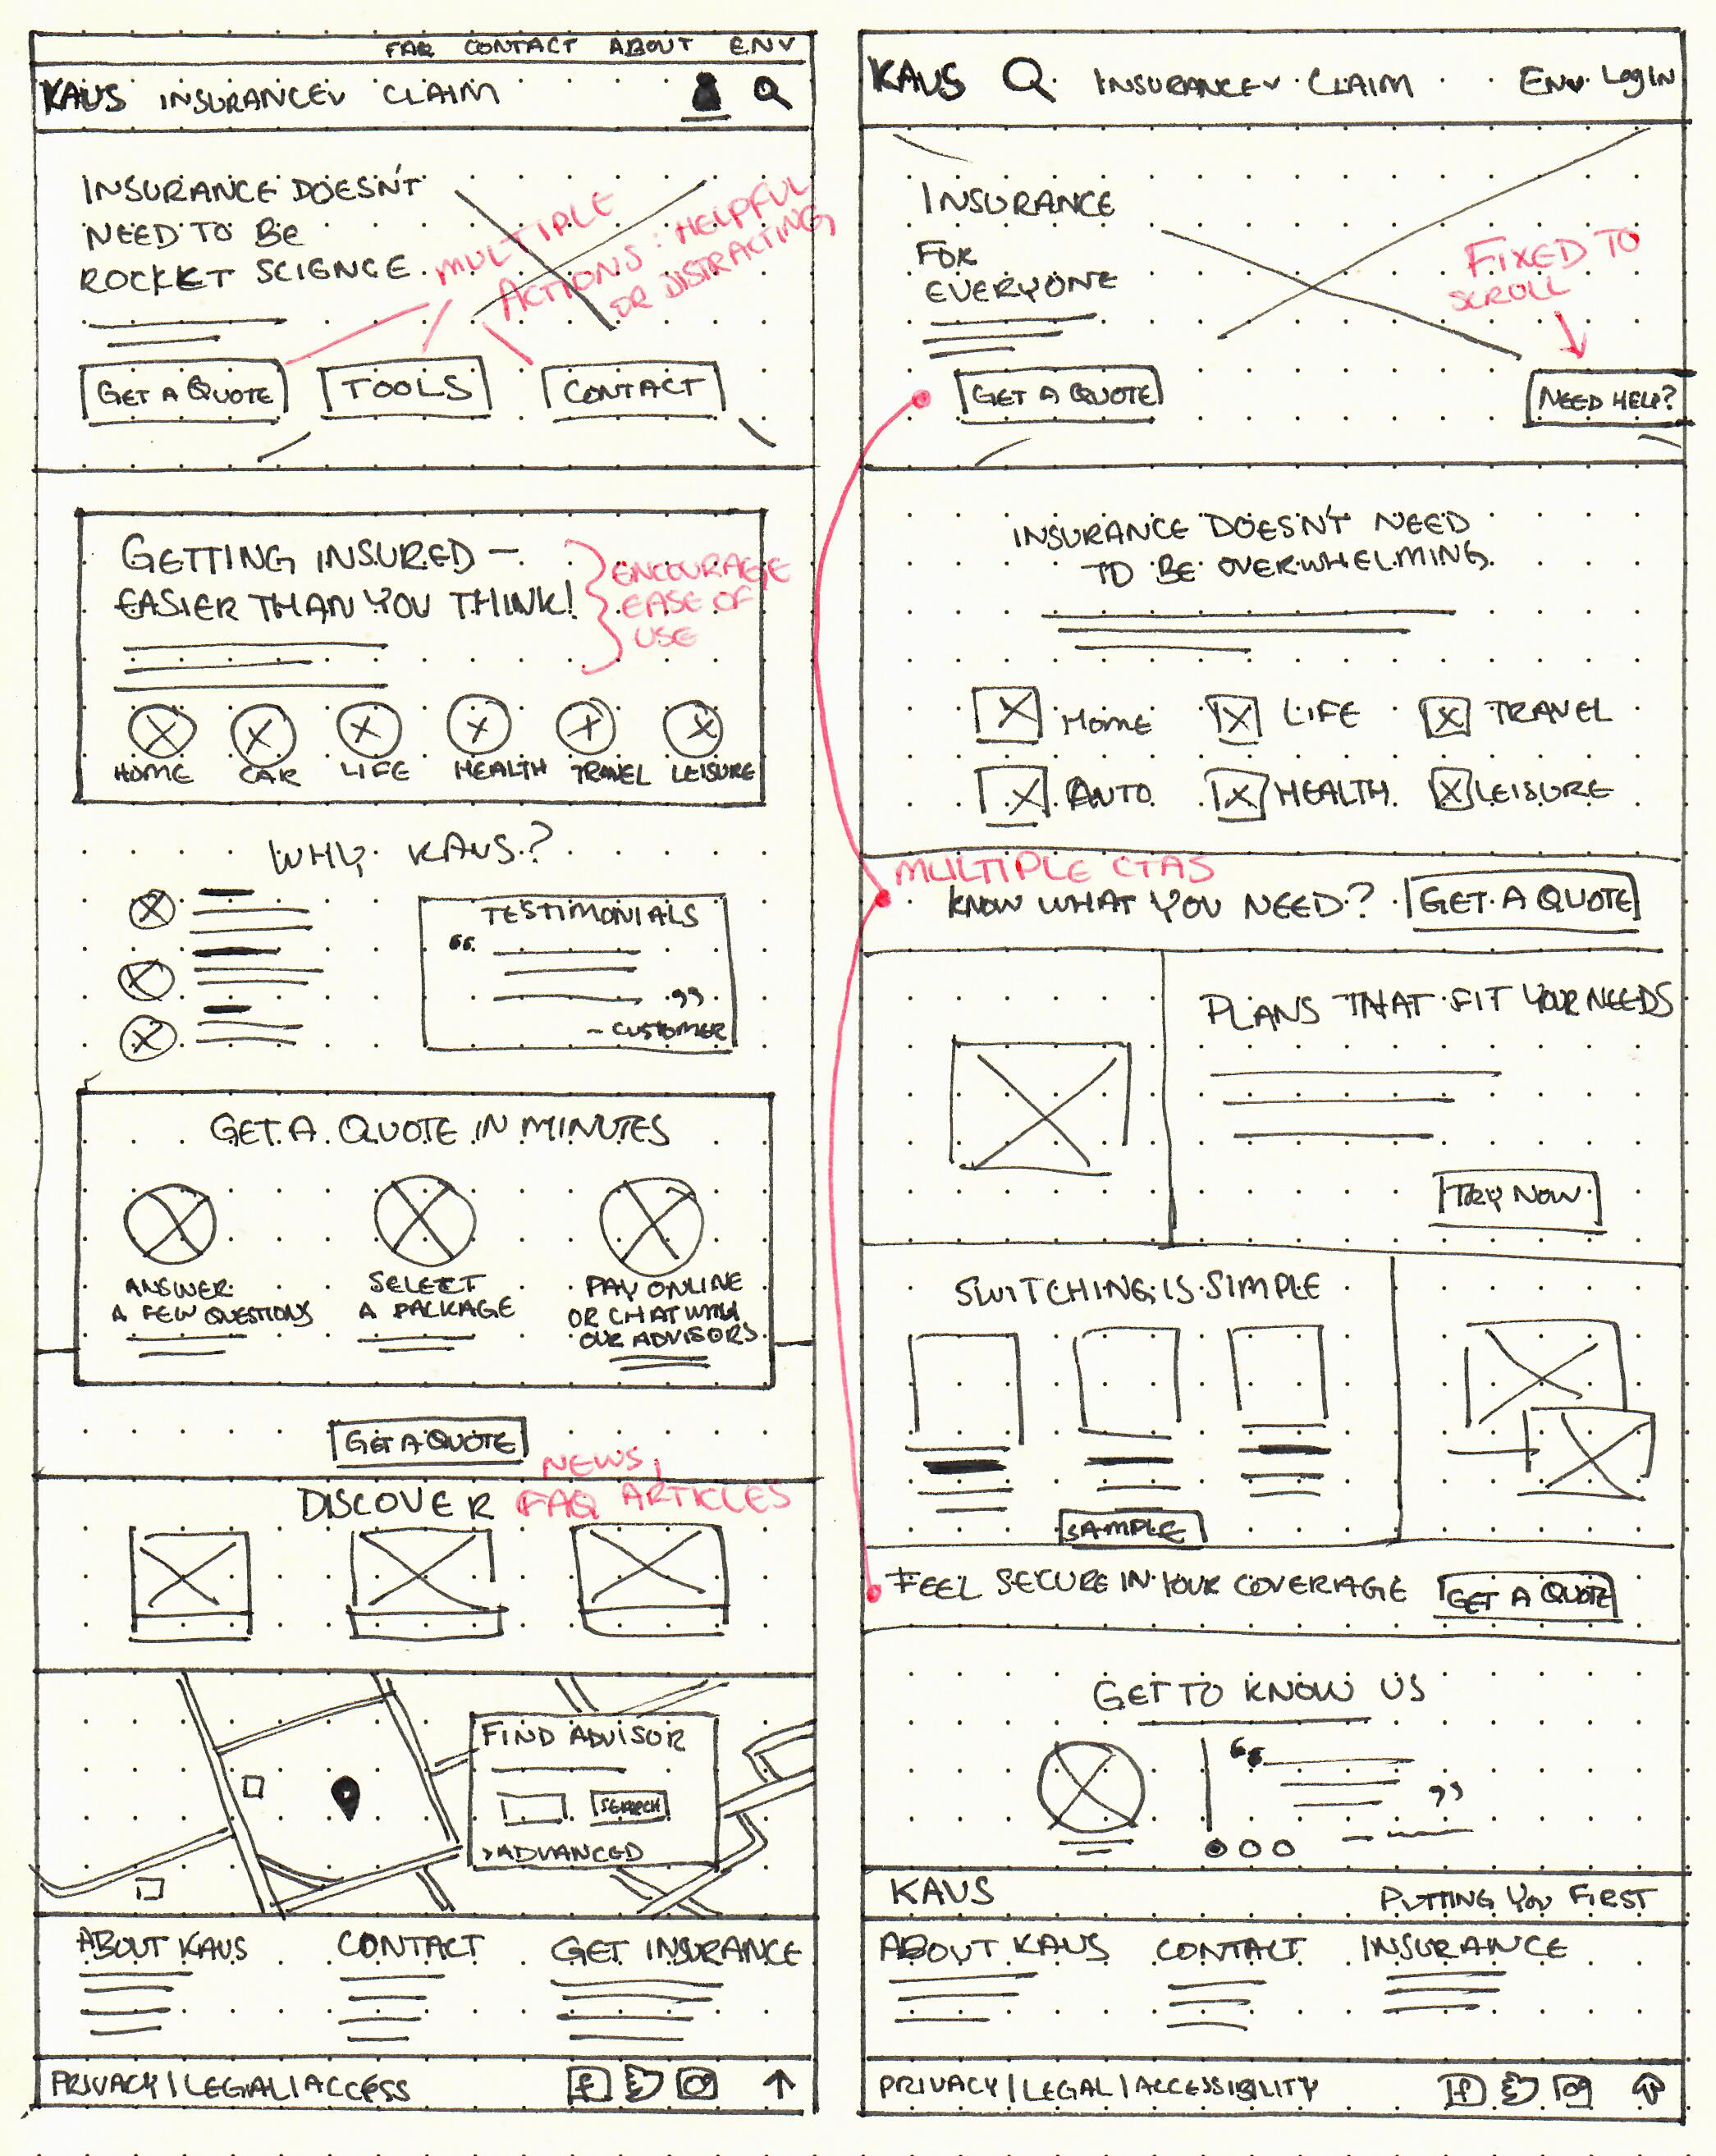 FAQ CONTACT ABOUT EN∨
KAUS INSURANCE∨ CLAIM
INSURANCE DOESN'T
NEED TO BE
ROCKET SCIENCE
MULTIPLE
ACTIONS: HELPFUL
OR DISTRACTING
GET A QUOTE TOOLS CONTACT
GETTING INSURED —
EASIER THAN YOU THINK!
ENCOURAGE
EASE OF
USE
HOME CAR LIFE HEALTH TRAVEL LEISURE
WHY KAUS?
TESTIMONIALS
“
”
- CUSTOMER
GET A QUOTE IN MINUTES
ANSWER
A FEW QUESTIONS
SELECT
A PACKAGE
PAY ONLINE
OR CHAT WITH
OUR ADVISORS
GET A QUOTE
DISCOVER
NEWS,
FAQ ARTICLES
FIND ADVISOR
SEARCH
>ADVANCED
ABOUT KAUS CONTACT GET INSURANCE
PRIVACY | LEGAL | ACCESS
f
KAUS INSURANCE∨ CLAIM EN∨ LOGIN
INSURANCE
FOR
EVERYONE
FIXED TO
SCROLL
GET A QUOTE NEED HELP?
INSURANCE DOESN'T NEED
TO BE OVERWHELMING
HOME LIFE TRAVEL
AUTO HEALTH LEISURE
MULTIPLE CTAS
KNOW WHAT YOU NEED? GET A QUOTE
PLANS THAT FIT YOUR NEEDS
TRY NOW
SWITCHING IS SIMPLE
SAMPLE
FEEL SECURE IN YOUR COVERAGE GET A QUOTE
GET TO KNOW US
“
”
KAUS PUTTING YOU FIRST
ABOUT KAUS CONTACT INSURANCE
PRIVACY | LEGAL | ACCESSIBILITY
f